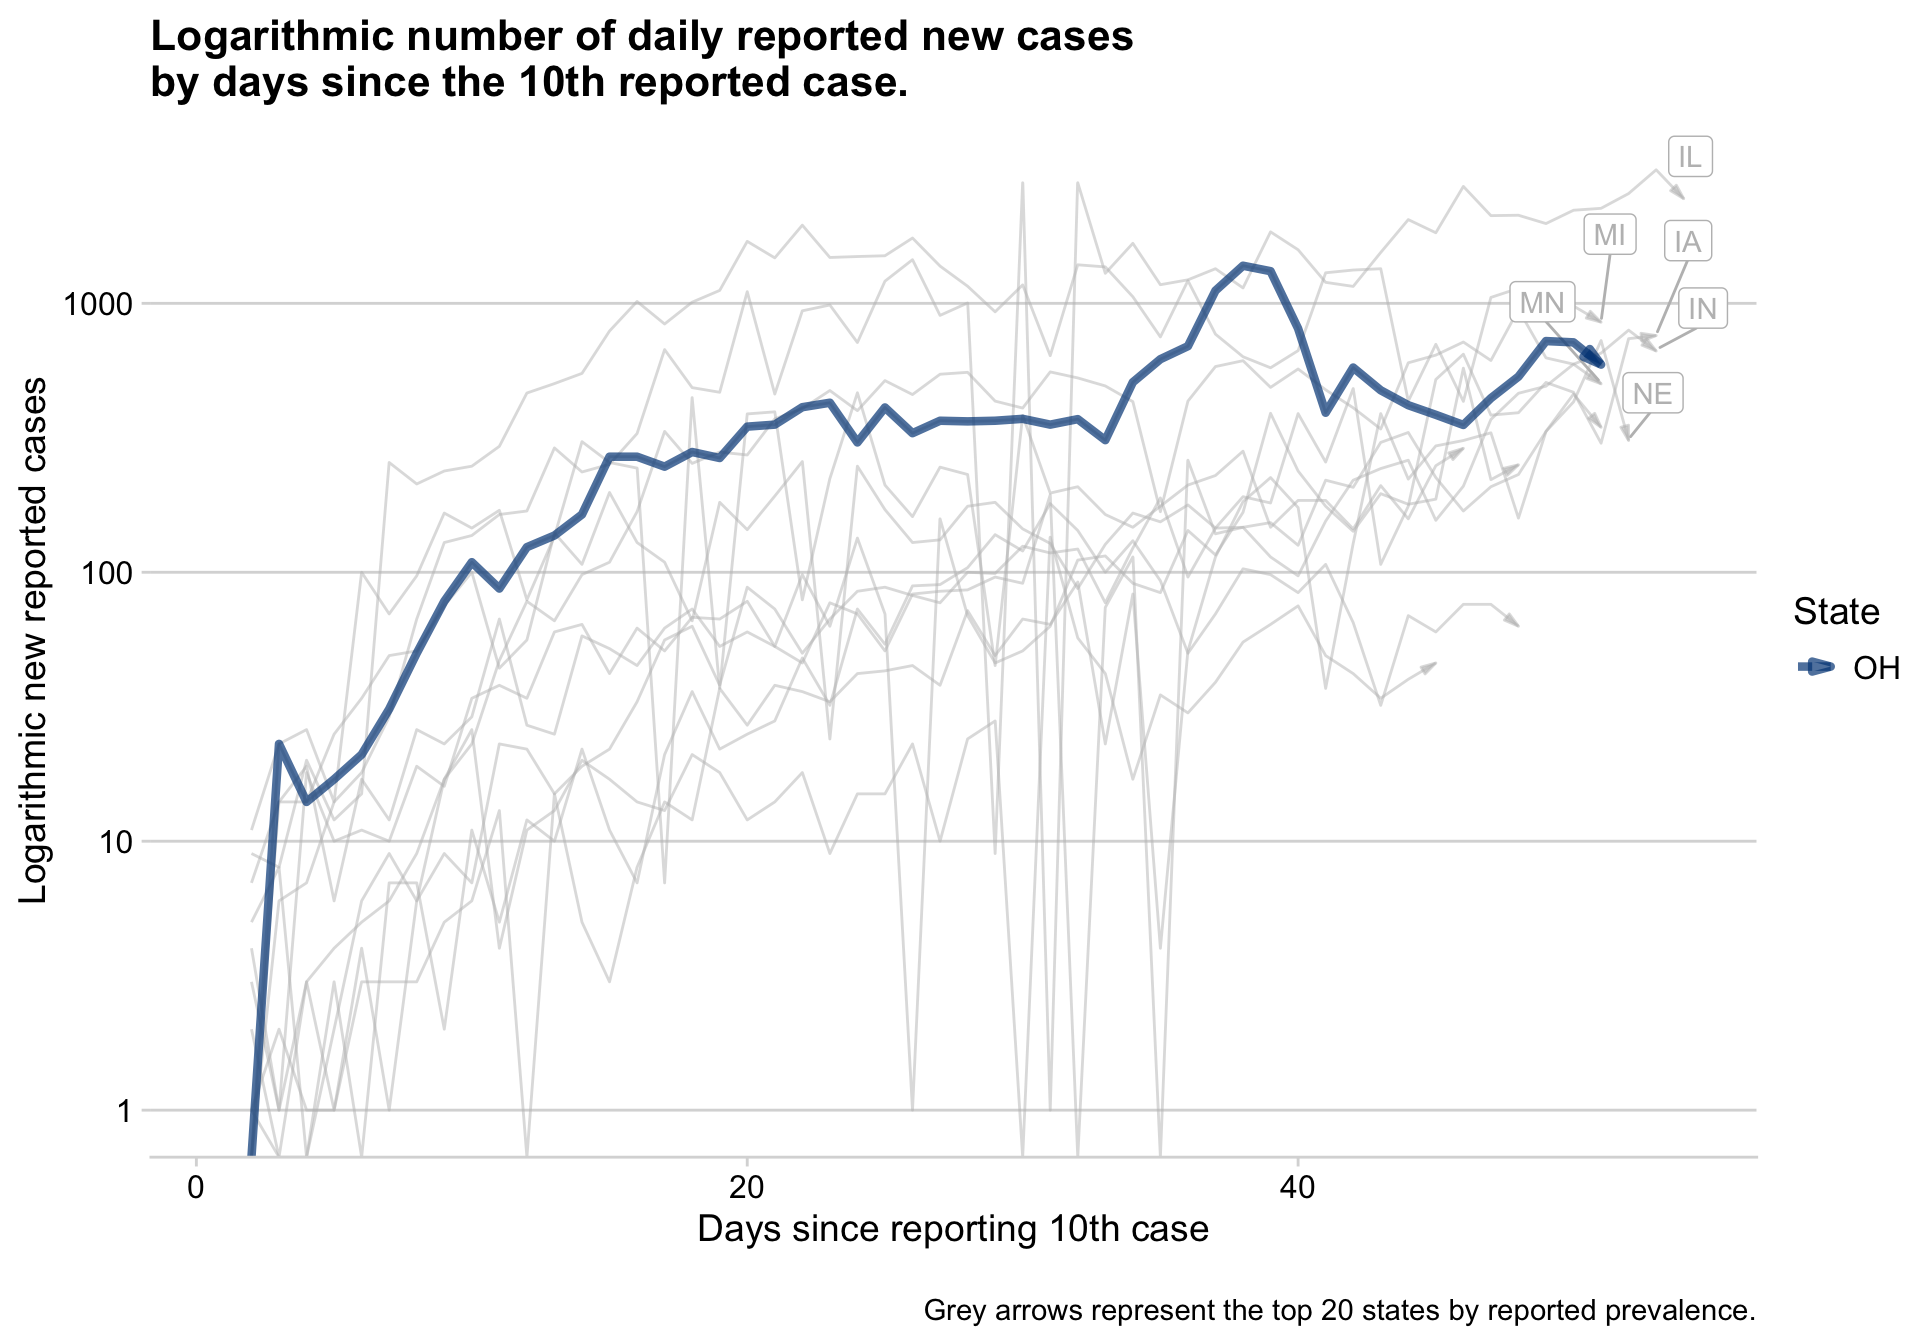 Logarithmic number of daily reported new cases
by days since the 10th reported case.
IL
MI
IA
MN
IN
NE
1000
100
10
1
Logarithmic new reported cases
0
20
40
Days since reporting 10th case
State
OH
Grey arrows represent the top 20 states by reported prevalence.